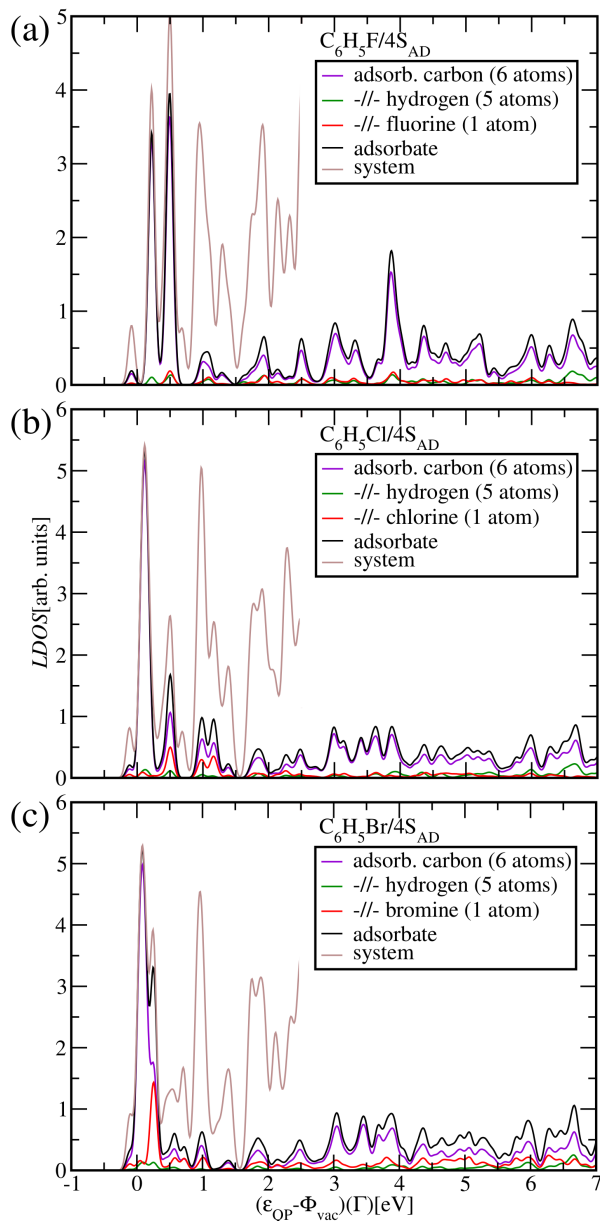 (a)
C6H5F/4SAD
adsorb. carbon (6 atoms)
-//- hydrogen (5 atoms)
-//- fluorine (1 atom)
adsorbate
system
5
4
3
2
1
0
(b)
C6H5Cl/4SAD
adsorb. carbon (6 atoms)
-//- hydrogen (5 atoms)
-//- chlorine (1 atom)
adsorbate
system
6
5
4
3
2
1
0
LDOS[arb. units]
(c)
C6H5Br/4SAD
adsorb. carbon (6 atoms)
-//- hydrogen (5 atoms)
-//- bromine (1 atom)
adsorbate
system
6
5
4
3
2
1
0
-1 0 1 2 3 4 5 6 7
(εQP-Φvac)(Γ)[eV]